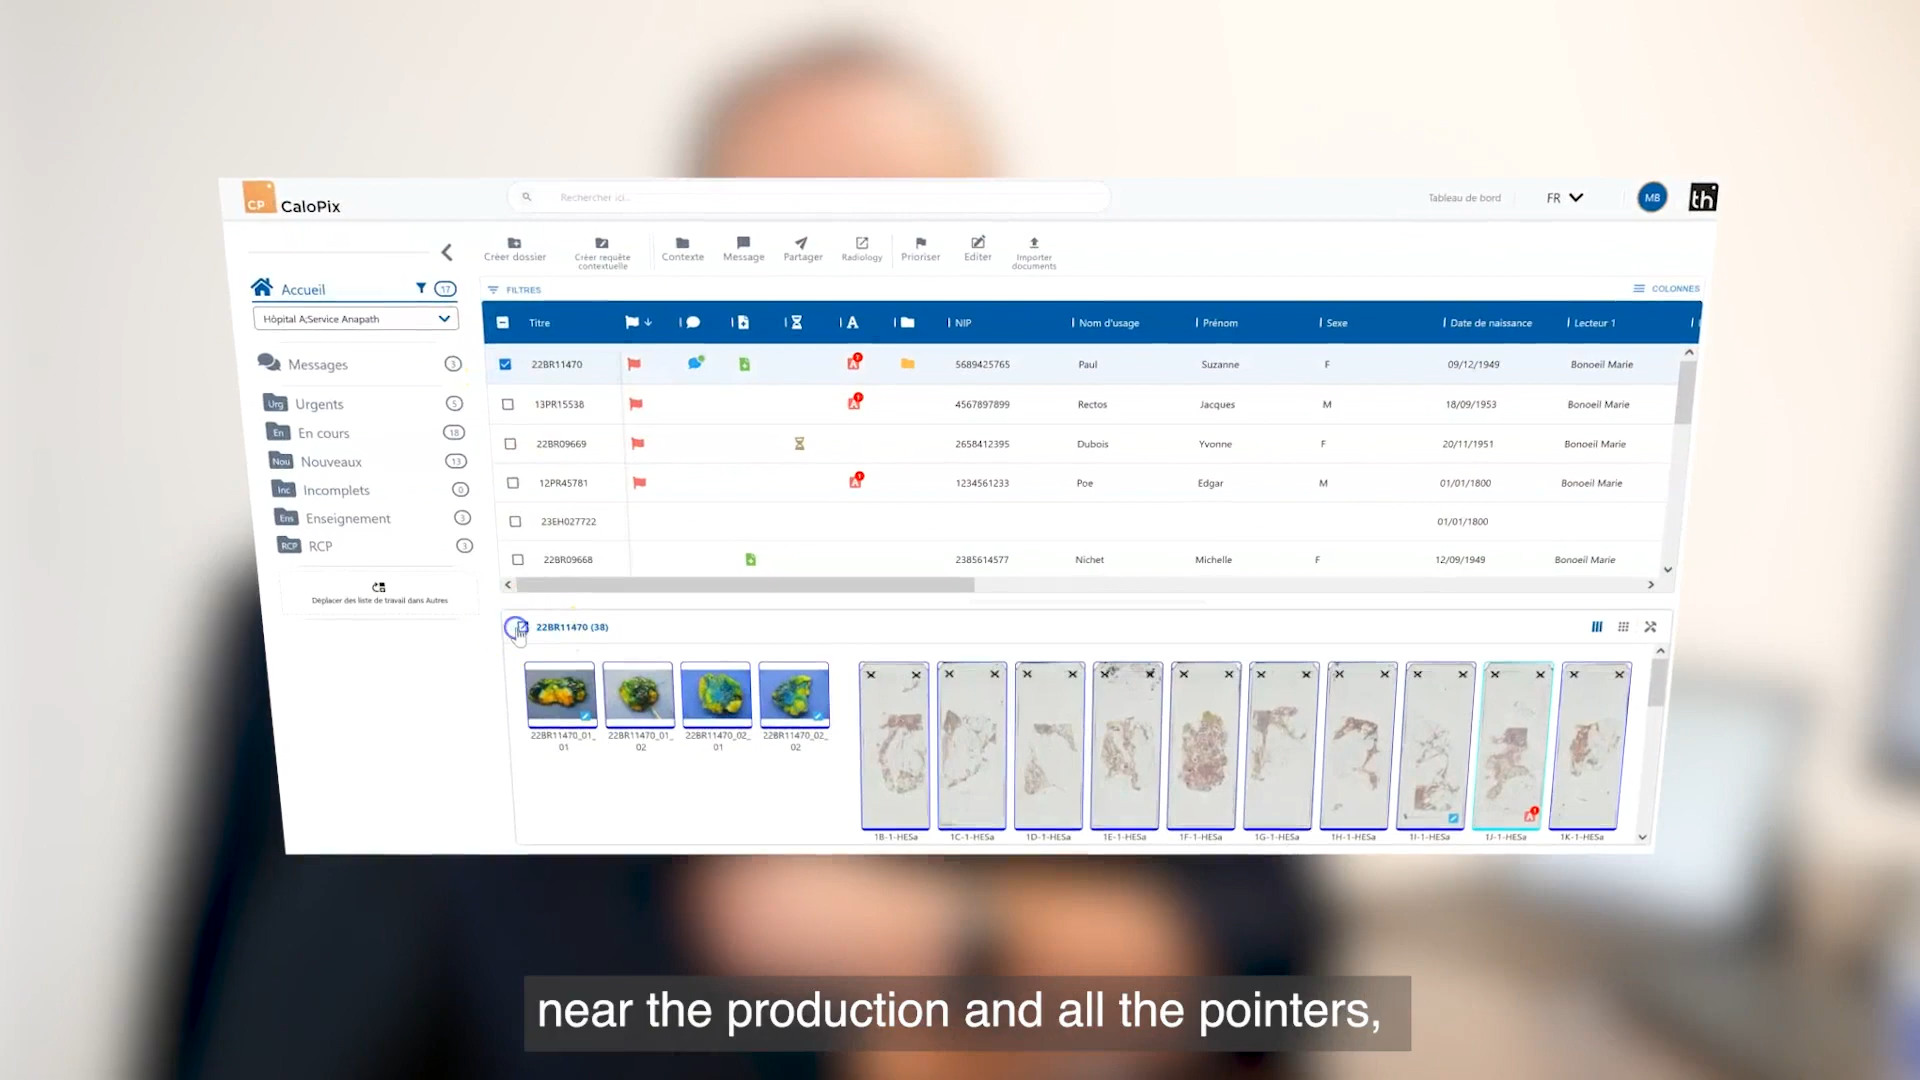 CP CaloPix
Rechercher ici...
Tableau de bord
FR
MB
th
Créer dossier
Créer requête
contextuelle
Contexte
Message
Partager
Radiology
Prioriser
Editer
Importer
documents
Accueil 17
Hôpital A;Service Anapath
Messages 3
Urg Urgents 5
En En cours 18
Nou Nouveaux 13
Inc Incomplets 0
Ens Enseignement 3
RCP RCP 3
Déplacer des liste de travail dans Autres
FILTRES
COLONNES
Titre A NIP Nom d'usage Prénom Sexe Date de naissance Lecteur 1
22BR11470 A 5689425765 Paul Suzanne F 09/12/1949 Bonoeil Marie
13PR15538 A 4567897899 Rectos Jacques M 18/09/1953 Bonoeil Marie
22BR09669 2658412395 Dubois Yvonne F 20/11/1951 Bonoeil Marie
12PR45781 A 1234561233 Poe Edgar M 01/01/1800 Bonoeil Marie
23EH027722 01/01/1800
22BR09668 2385614577 Nichet Michelle F 12/09/1949 Bonoeil Marie
22BR11470 (38)
22BR11470_01_
01
22BR11470_01_
02
22BR11470_02_
01
22BR11470_02_
02
1B-1-HESa
1C-1-HESa
1D-1-HESa
1E-1-HESa
1F-1-HESa
1G-1-HESa
1H-1-HESa
1I-1-HESa
1J-1-HESa
1K-1-HESa
near the production and all the pointers,